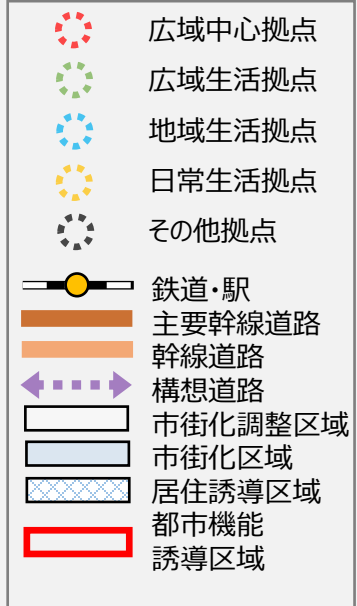 広域中心拠点
広域生活拠点
地域生活拠点
日常生活拠点
その他拠点
鉄道・駅
主要幹線道路
幹線道路
構想道路
市街化調整区域
市街化区域
居住誘導区域
都市機能
誘導区域